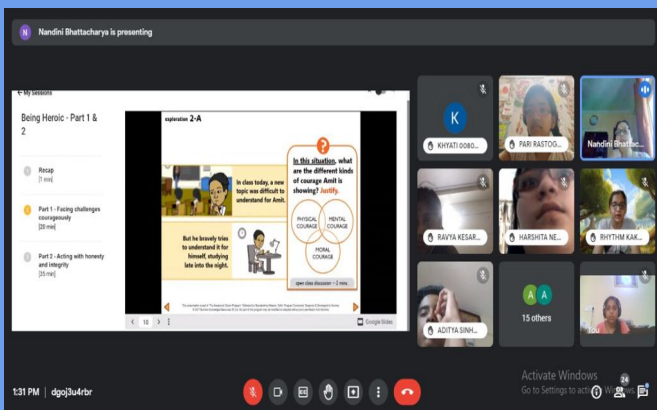 N Nandini Bhattacharya is presenting
← My Sessions
Being Heroic - Part 1 &
2
Recap
[1 min]
Part 1 - Facing challenges
courageously
[20 min]
Part 2 - Acting with honesty
and integrity
[35 min]
exploration 2-A
In class today, a new
topic was difficult to
understand for Amit.
But he bravely tries
to understand it for
himself, studying
late into the night.
?
In this situation, what
are the different kinds
of courage Amit is
showing? Justify.
PHYSICAL
COURAGE
MENTAL
COURAGE
MORAL
COURAGE
open class discussion – 2 mins.
10
Google Slides
K
KHYATI 0080...
PARI RASTOG...
Nandini Bhattac...
RAVYA KESAR...
HARSHITA NE...
RHYTHM KAK...
ADITYA SINH...
A A
15 others
You
Activate Windows
Go to Settings to activ
Windows.
24
1:31 PM | dgoj3u4rbr